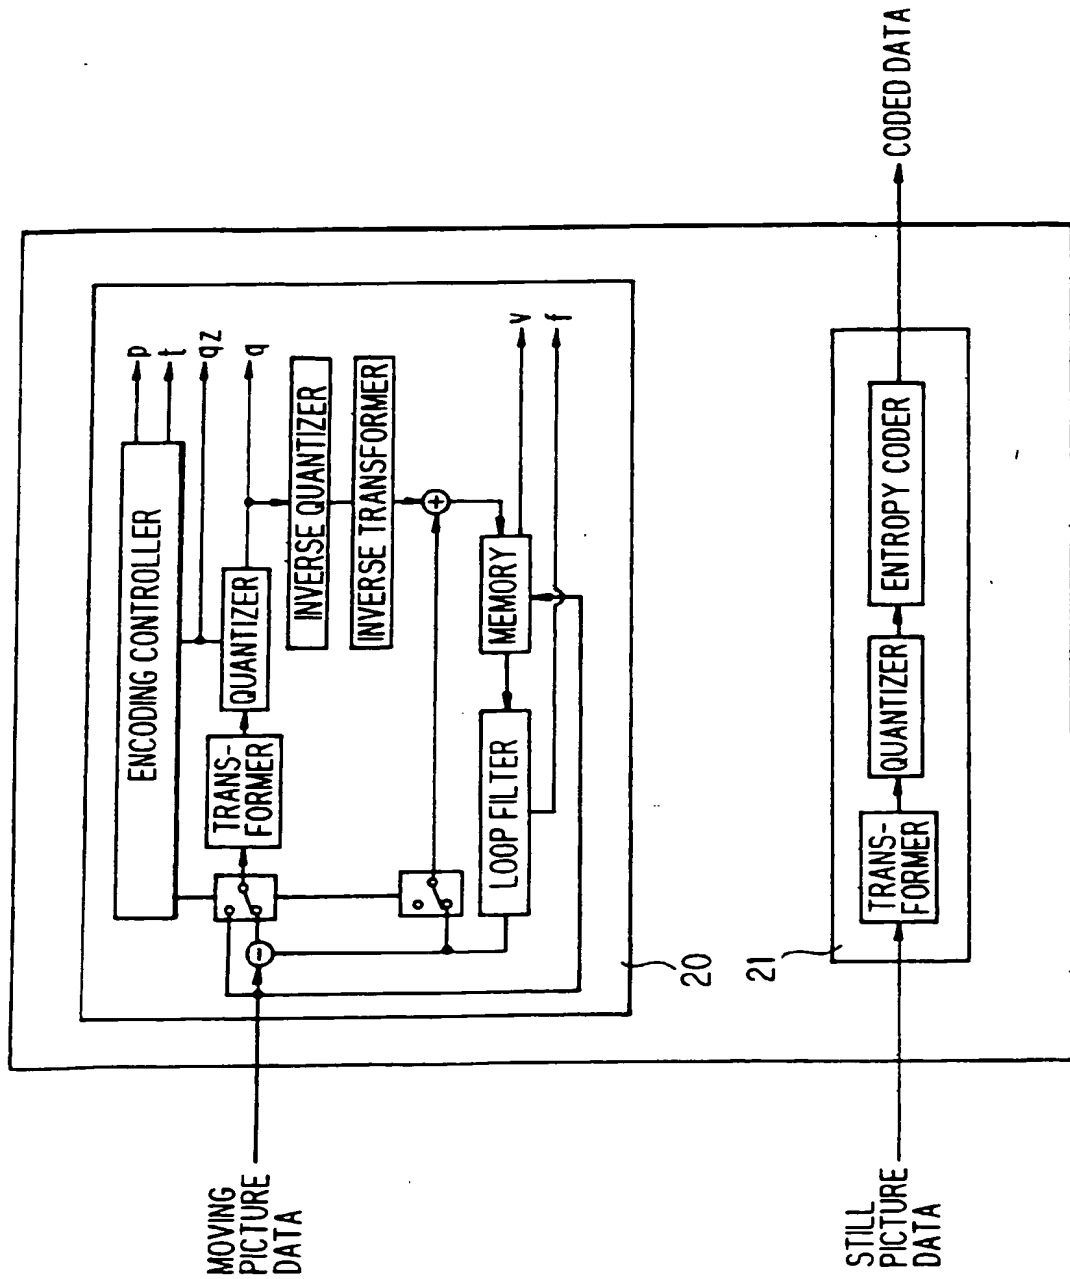 MOVING
PICTURE
DATA
ENCODING CONTROLLER
p
t
qz
q
TRANS-
FORMER
QUANTIZER
INVERSE QUANTIZER
INVERSE TRANSFORMER
LOOP FILTER
MEMORY
v
f
20
21
STILL
PICTURE
DATA
TRANS-
FORMER
QUANTIZER
ENTROPY CODER
CODED DATA